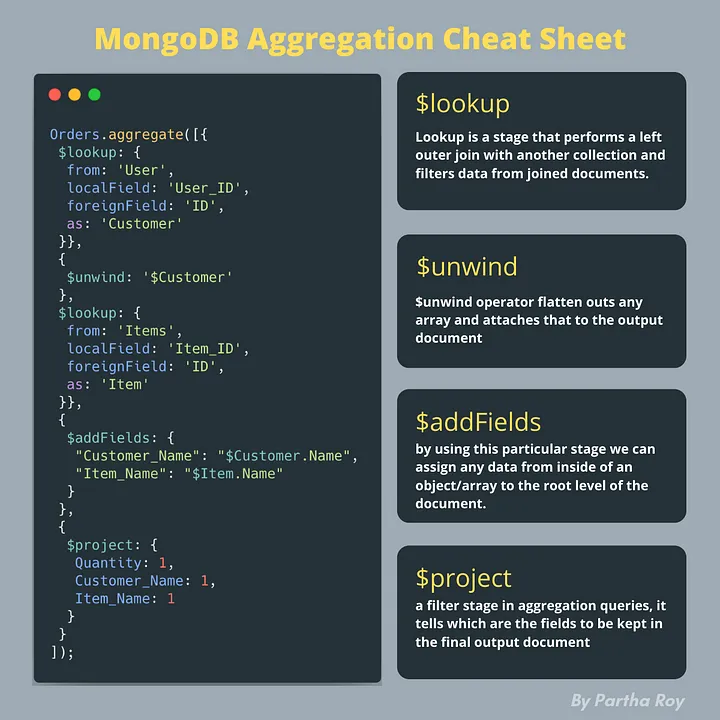 MongoDB Aggregation Cheat Sheet
Orders.aggregate([{
$lookup: {
from: 'User',
localField: 'User_ID',
foreignField: 'ID',
as: 'Customer'
}},
{
$unwind: '$Customer'
},
$lookup: {
from: 'Items',
localField: 'Item_ID',
foreignField: 'ID',
as: 'Item'
}},
{
$addFields: {
"Customer_Name": "$Customer.Name",
"Item_Name": "$Item.Name"
}
},
{
$project: {
Quantity: 1,
Customer_Name: 1,
Item_Name: 1
}
}
]);
$lookup
Lookup is a stage that performs a left
outer join with another collection and
filters data from joined documents.
$unwind
$unwind operator flatten outs any
array and attaches that to the output
document
$addFields
by using this particular stage we can
assign any data from inside of an
object/array to the root level of the
document.
$project
a filter stage in aggregation queries, it
tells which are the fields to be kept in
the final output document
By Partha Roy